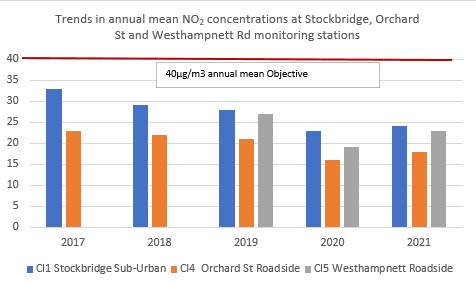 Trends in annual mean NO₂ concentrations at Stockbridge, Orchard
St and Westhampnett Rd monitoring stations
40
40µg/m3 annual mean Objective
35
30
25
20
15
10
5
0
2017 2018 2019 2020 2021
CI1 Stockbridge Sub-Urban CI4 Orchard St Roadside CI5 Westhampnett Roadside